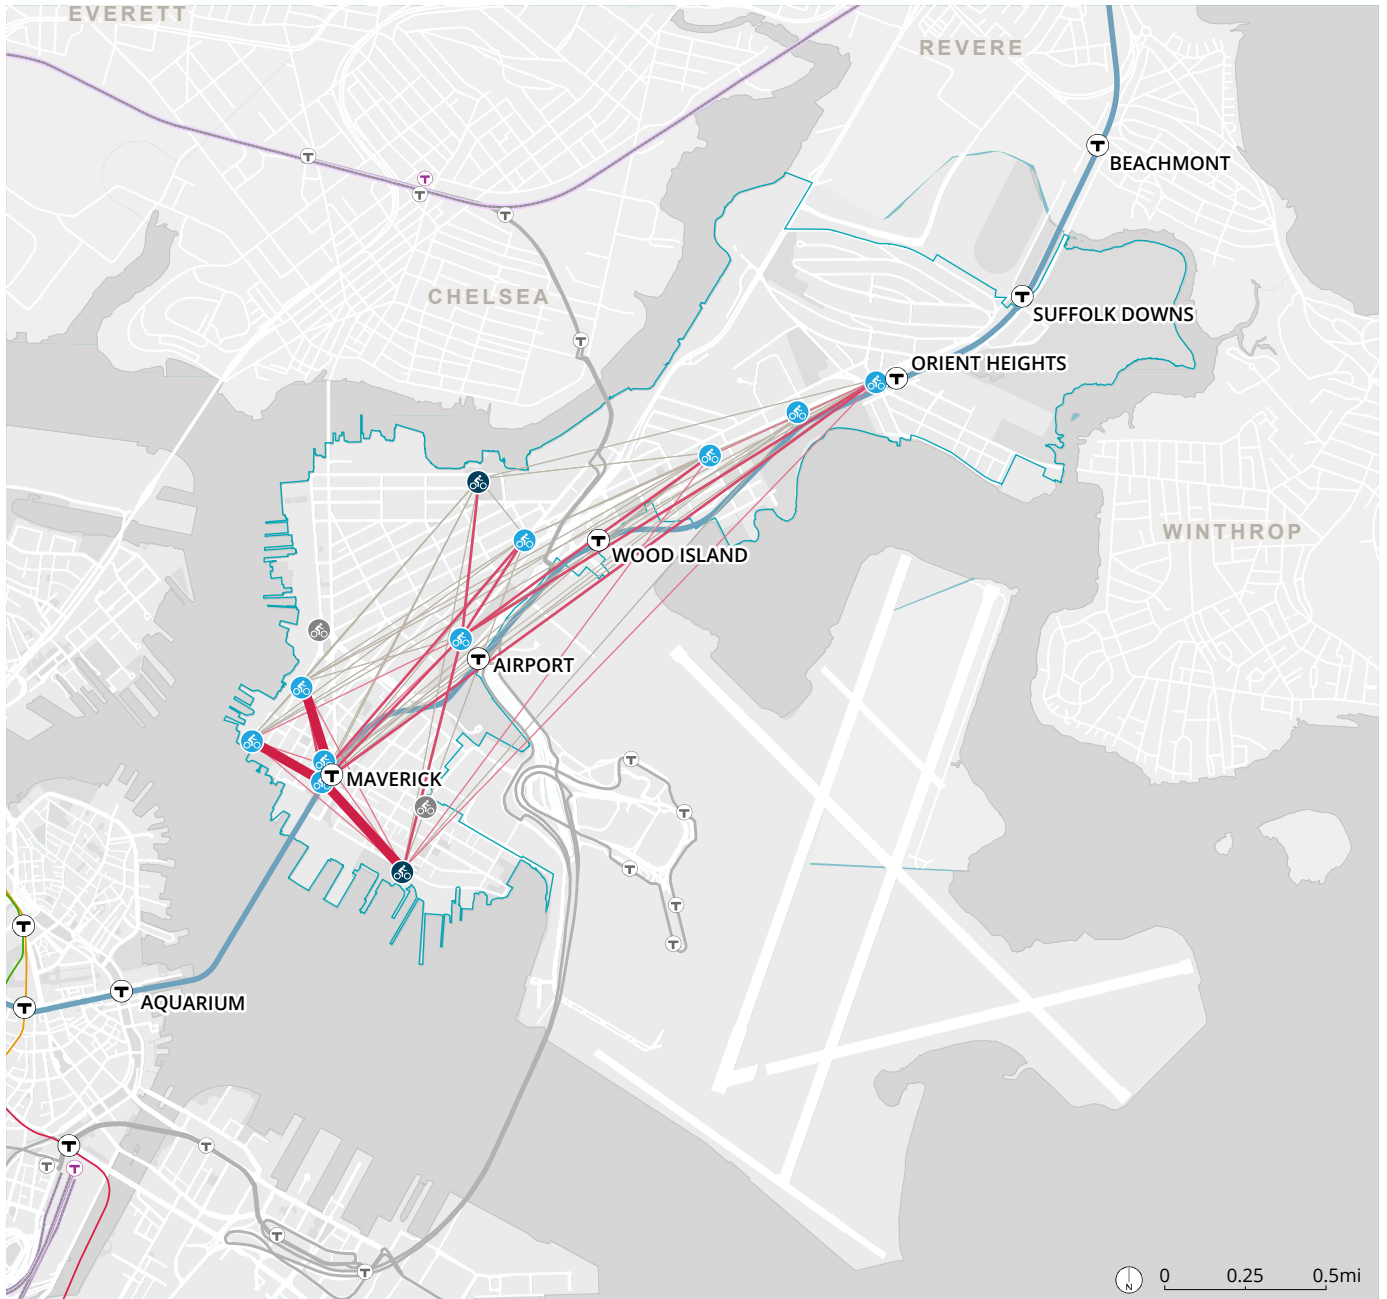 EVERETT
REVERE
BEACHMONT
CHELSEA
SUFFOLK DOWNS
ORIENT HEIGHTS
WINTHROP
WOOD ISLAND
AIRPORT
MAVERICK
AQUARIUM
N
0 0.25 0.5mi